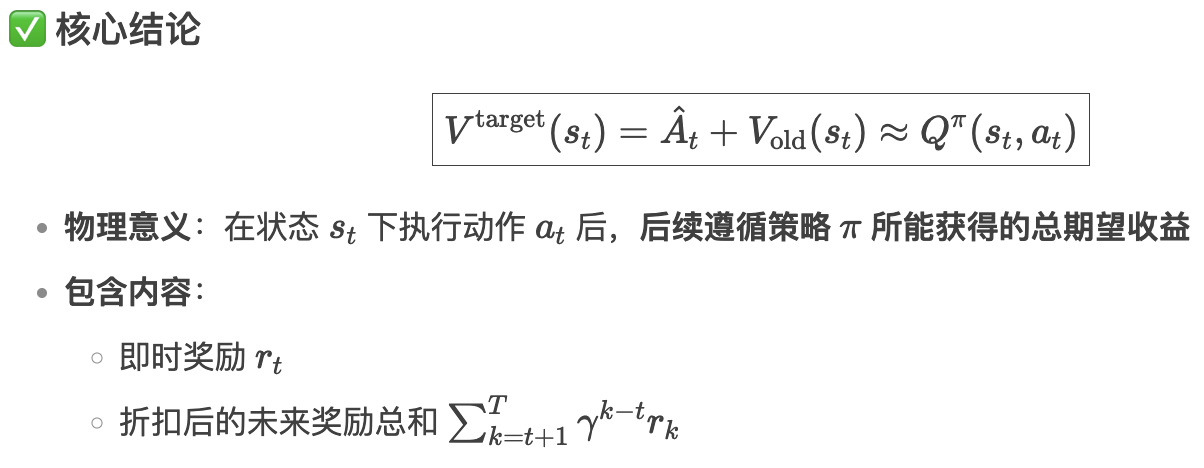 ✅ 核心结论
$V^{\text{target}}(s_t) = \hat{A}_t + V_{\text{old}}(s_t) \approx Q^{\pi}(s_t, a_t)$
• 物理意义：在状态 $s_t$ 下执行动作 $a_t$ 后，后续遵循策略 $\pi$ 所能获得的总期望收益
• 包含内容：
○ 即时奖励 $r_t$
○ 折扣后的未来奖励总和 $\sum_{k=t+1}^{T} \gamma^{k-t} r_k$